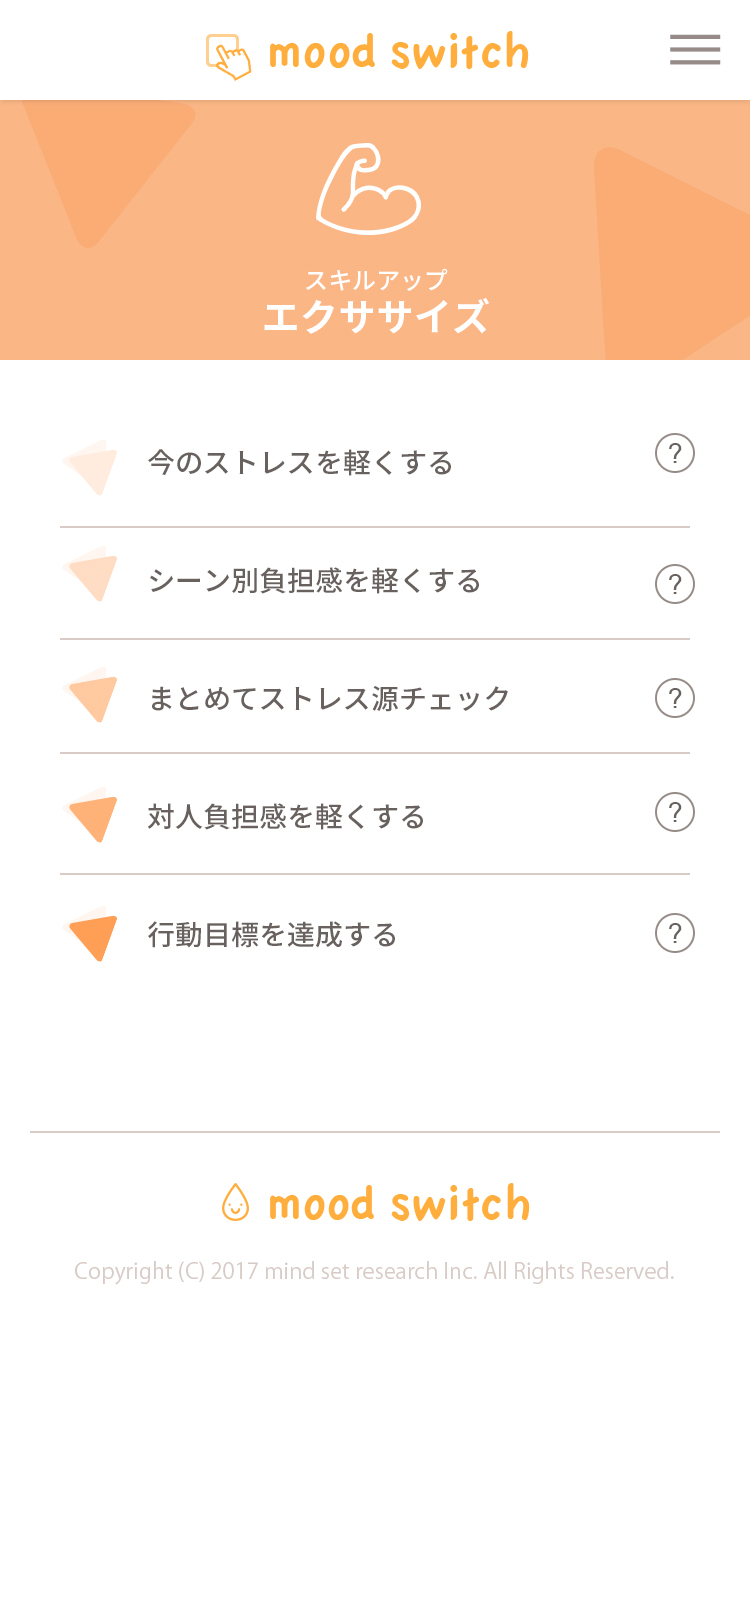 mood switch
スキルアップ
エクササイズ
今のストレスを軽くする
?
シーン別負担感を軽くする
?
まとめてストレス源チェック
?
対人負担感を軽くする
?
行動目標を達成する
?
mood switch
Copyright (C) 2017 mind set research Inc. All Rights Reserved.